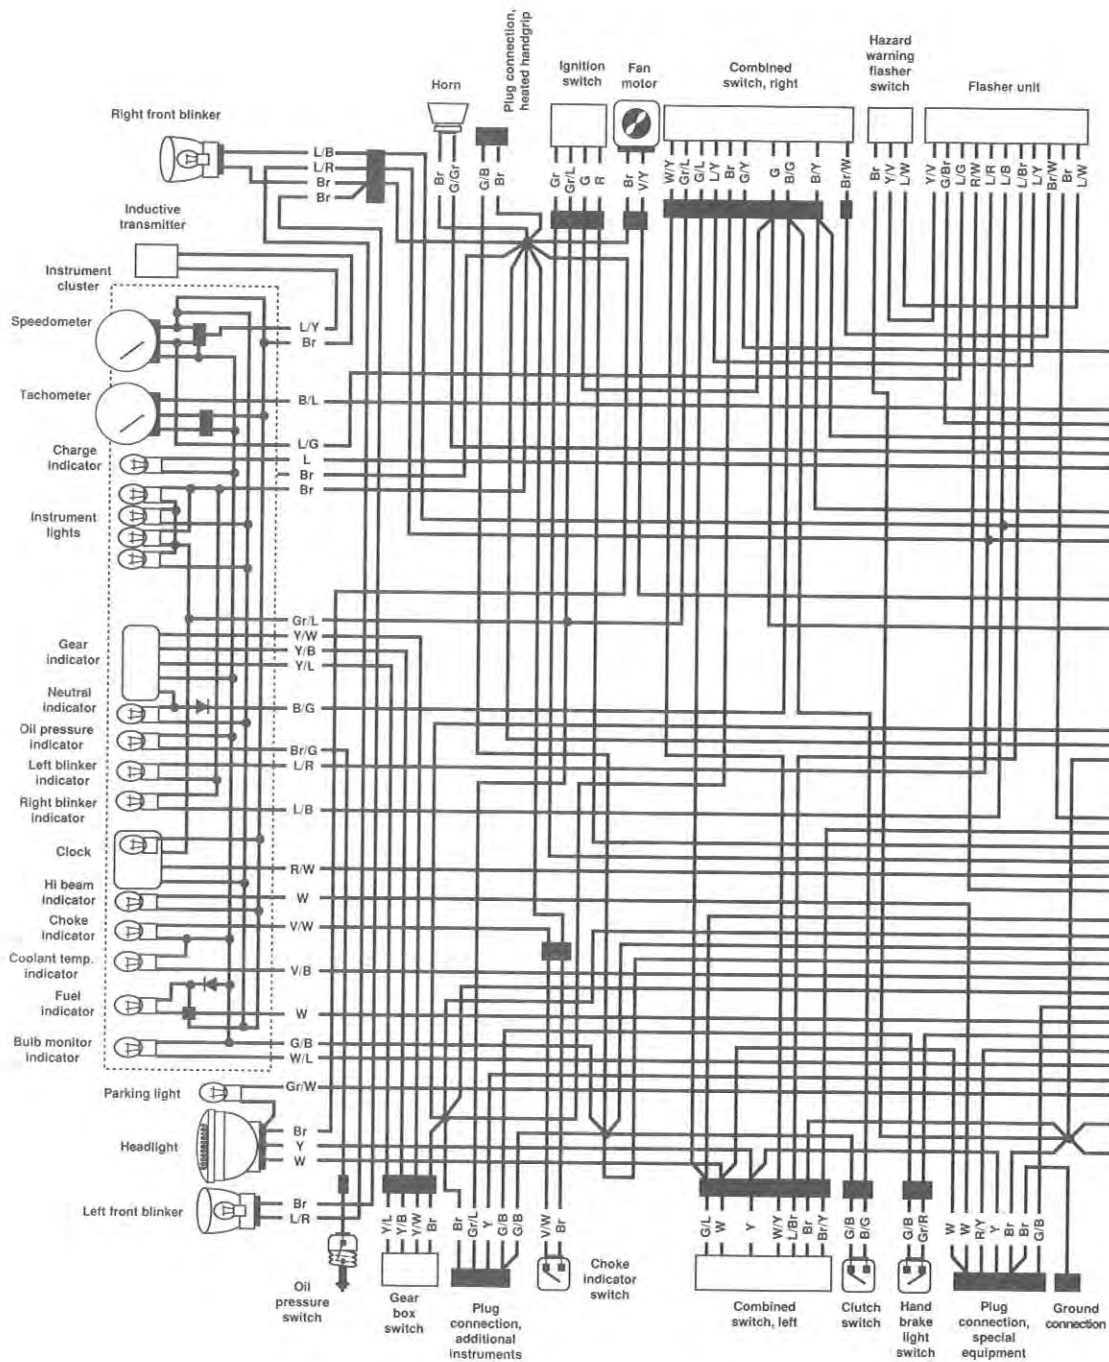 Plug connection,
heated handgrip
Horn
Ignition
switch
Fan
motor
Combined
switch, right
Hazard
warning
flasher
switch
Flasher unit
Right front blinker
L/B
L/R
Br
Br
Br
G/Gr
G/B
Br
Gr
Gr/L
G
R
Br
V/Y
W/Y
Gr/L
G/L
L/Y
Br
G/Y
G
B/G
B/Y
Br/W
Br
Y/V
L/W
Y/V
G/Br
L/G
R/W
L/R
L/B
L/Br
L/Y
Br/W
Br
L/W
Inductive
transmitter
Instrument
cluster
Speedometer
L/Y
Br
Tachometer
B/L
L/G
Charge
indicator
L
Br
Br
Instrument
lights
Gr/L
Y/W
Y/B
Y/L
Gear
indicator
Neutral
indicator
B/G
Oil pressure
indicator
Br/G
Left blinker
indicator
L/R
Right blinker
indicator
L/B
Clock
R/W
Hi beam
indicator
W
Choke
indicator
V/W
Coolant temp.
indicator
V/B
Fuel
indicator
W
Bulb monitor
indicator
G/B
W/L
Parking light
Gr/W
Headlight
Br
Y
W
Left front blinker
Br
L/R
Y/L
Y/B
Y/W
Br
Br
Gr/L
Y
G/B
G/B
V/W
Br
G/L
W
Y
W/Y
L/Br
Br
Br/Y
G/B
B/G
G/B
Gr/R
W
W
R/Y
Y
Br
Br
G/B
Oil
pressure switch
Gear
box
switch
Plug
connection,
additional
instruments
Choke
indicator
switch
Combined
switch, left
Clutch
switch
Hand
brake
light
switch
Plug
connection,
special
equipment
Ground
connection